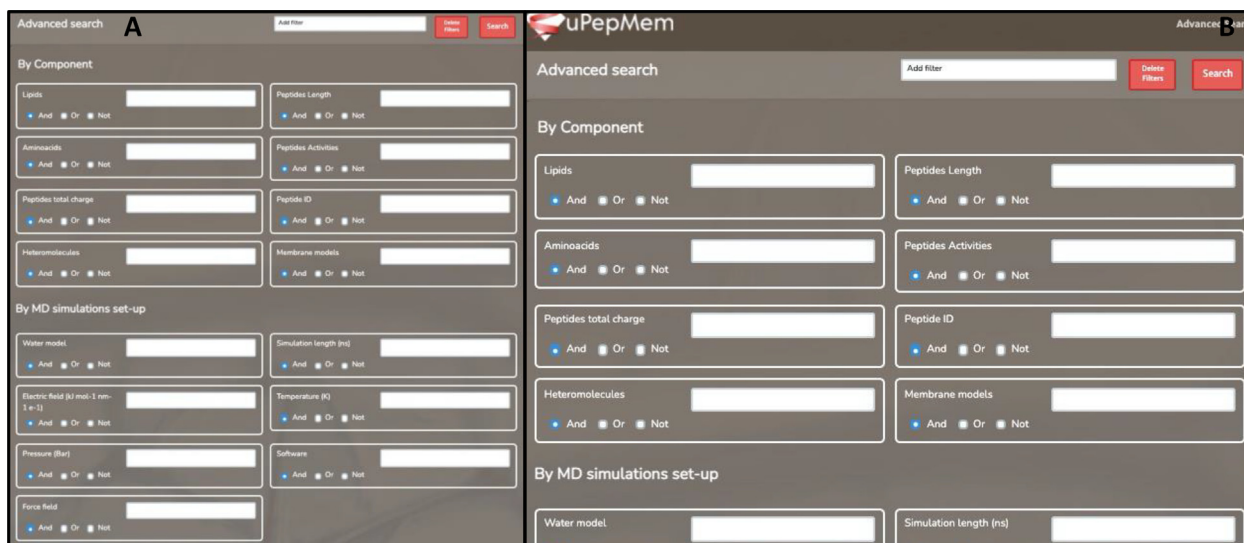 Advanced search A Add filter Delete Filters Search
By Component
Lipids Peptides Length
And Or Not And Or Not
Aminoacids Peptides Activities
And Or Not And Or Not
Peptides total charge Peptide ID
And Or Not And Or Not
Heteromolecules Membrane models
And Or Not And Or Not
By MD simulations set-up
Water model Simulation length (ns)
And Or Not And Or Not
Electric field (kJ mol-1 nm-
1 e-1) Temperature (K)
And Or Not And Or Not
Pressure (Bar) Software
And Or Not And Or Not
Force field
And Or Not
uPepMem Advanced B
Advanced search Add filter Delete Filters Search
By Component
Lipids Peptides Length
And Or Not And Or Not
Aminoacids Peptides Activities
And Or Not And Or Not
Peptides total charge Peptide ID
And Or Not And Or Not
Heteromolecules Membrane models
And Or Not And Or Not
By MD simulations set-up
Water model Simulation length (ns)